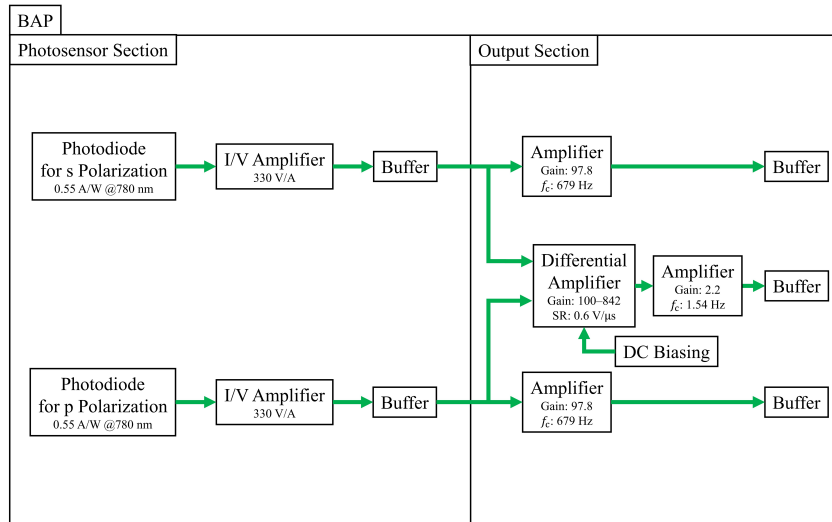 BAP
Photosensor Section
Output Section
Photodiode
for s Polarization
0.55 A/W @780 nm
I/V Amplifier
330 V/A
Buffer
Amplifier
Gain: 97.8
f_c: 679 Hz
Buffer
Differential
Amplifier
Gain: 100–842
SR: 0.6 V/μs
Amplifier
Gain: 2.2
f_c: 1.54 Hz
Buffer
DC Biasing
Photodiode
for p Polarization
0.55 A/W @780 nm
I/V Amplifier
330 V/A
Buffer
Amplifier
Gain: 97.8
f_c: 679 Hz
Buffer